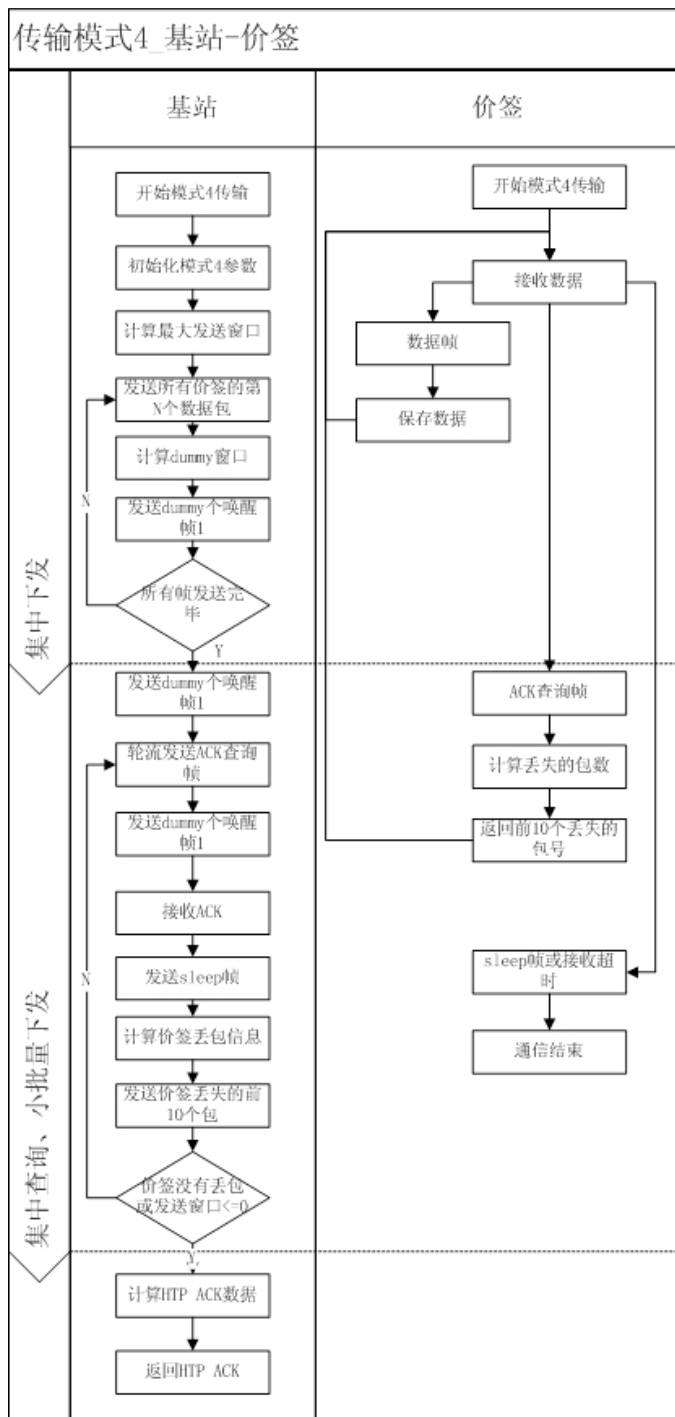 传输模式4_基站-价签
基站
价签
集中下发
开始模式4传输
初始化模式4参数
计算最大发送窗口
发送所有价签的第
N个数据包
计算dummy窗口
发送dummy个唤醒
帧1
所有帧发送完
毕
N
Y
开始模式4传输
接收数据
数据帧
保存数据
集中查询、小批量下发
发送dummy个唤醒
帧1
轮流发送ACK查询
帧
发送dummy个唤醒
帧1
接收ACK
发送sleep帧
计算价签丢包信息
发送价签丢失的前
10个包
价签没有丢包
或发送窗口<=0
N
Y
ACK查询帧
计算丢失的包数
返回前10个丢失的
包号
sleep帧或接收超
时
通信结束
计算HTP ACK数据
返回HTP ACK